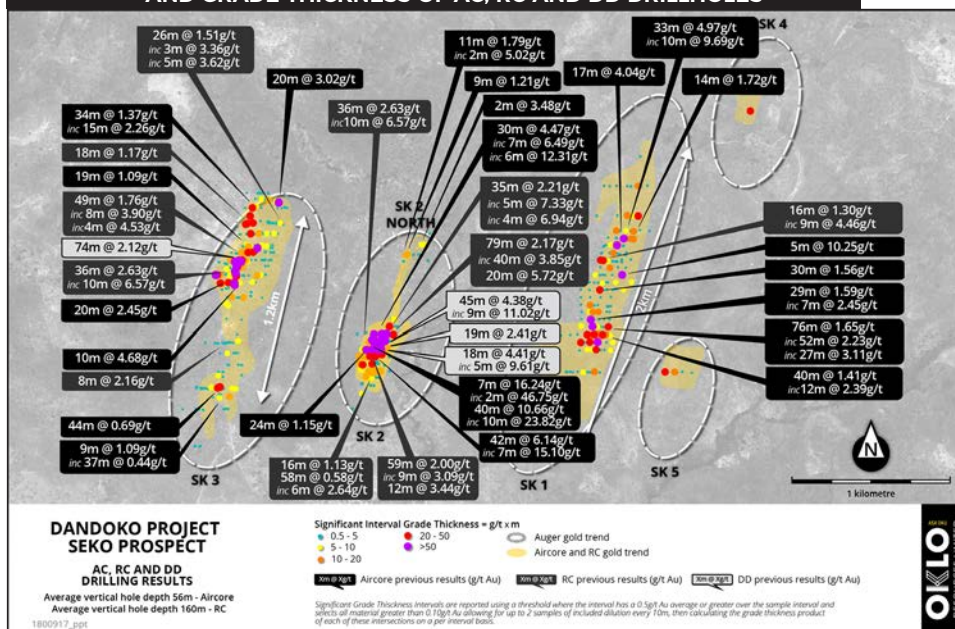 AND GRADE THICKNESS OF AC, RC AND DD DRILLHOLES
26m @ 1.51g/t
inc 3m @ 3.36g/t
inc 5m @ 3.62g/t
20m @ 3.02g/t
34m @ 1.37g/t
inc 15m @ 2.26g/t
18m @ 1.17g/t
19m @ 1.09g/t
49m @ 1.76g/t
inc 8m @ 3.90g/t
inc4m @ 4.53g/t
74m @ 2.12g/t
36m @ 2.63g/t
inc 10m @ 6.57g/t
20m @ 2.45g/t
10m @ 4.68g/t
8m @ 2.16g/t
44m @ 0.69g/t
9m @ 1.09g/t
inc 37m @ 0.44g/t
SK 3
1.2km
36m @ 2.63g/t
inc10m @ 6.57g/t
SK 2
NORTH
11m @ 1.79g/t
inc 2m @ 5.02g/t
9m @ 1.21g/t
2m @ 3.48g/t
30m @ 4.47g/t
inc 7m @ 6.49g/t
inc 6m @ 12.31g/t
35m @ 2.21g/t
inc 5m @ 7.33g/t
inc 4m @ 6.94g/t
79m @ 2.17g/t
inc 40m @ 3.85g/t
20m @ 5.72g/t
45m @ 4.38g/t
inc 9m @ 11.02g/t
19m @ 2.41g/t
18m @ 4.41g/t
inc 5m @ 9.61g/t
7m @ 16.24g/t
inc 2m @ 46.75g/t
40m @ 10.66g/t
inc 10m @ 23.82g/t
42m @ 6.14g/t
inc 7m @ 15.10g/t
24m @ 1.15g/t
SK 2
16m @ 1.13g/t
58m @ 0.58g/t
inc 6m @ 2.64g/t
59m @ 2.00g/t
inc 9m @ 3.09g/t
12m @ 3.44g/t
33m @ 4.97g/t
inc 10m @ 9.69g/t
17m @ 4.04g/t
14m @ 1.72g/t
SK 4
2km
16m @ 1.30g/t
inc 9m @ 4.46g/t
5m @ 10.25g/t
30m @ 1.56g/t
29m @ 1.59g/t
inc 7m @ 2.45g/t
76m @ 1.65g/t
inc 52m @ 2.23g/t
inc 27m @ 3.11g/t
40m @ 1.41g/t
inc12m @ 2.39g/t
SK 1
SK 5
N
1 kilometre
DANDOKO PROJECT
SEKO PROSPECT
AC, RC AND DD
DRILLING RESULTS
Average vertical hole depth 56m - Aircore
Average vertical hole depth 160m - RC
1800917_ppt
Significant Interval Grade Thickness = g/t x m
0.5 - 5
5 - 10
10 - 20
20 - 50
>50
Auger gold trend
Aircore and RC gold trend
Xm @ Xg/t Aircore previous results (g/t Au)
Xm @ Xg/t RC previous results (g/t Au)
Xm @ Xg/t DD previous results (g/t Au)
Significant Grade Thisckness Intervals are reported using a threshold where the interval has a 0.5g/t Au average or greater over the sample interval and
selects all material greater than 0.10g/t Au allowing for up to 2 samples of included dilution every 10m, then calculating the grade thickness product
of each of these intersections on a per interval basis.
OKLO